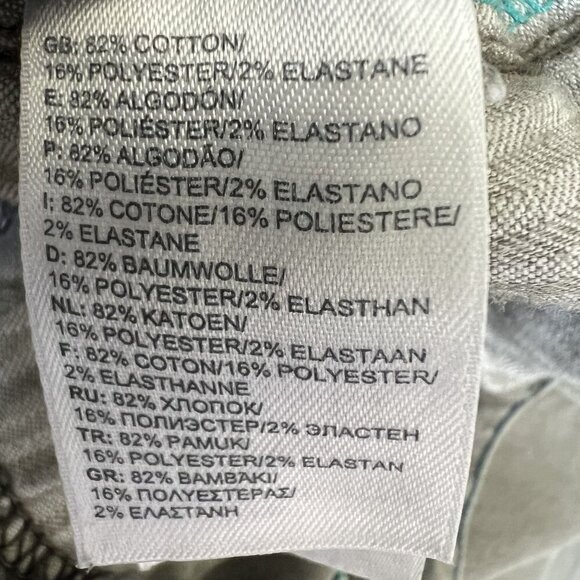 GB: 82% COTTON/
16% POLYESTER/2% ELASTANE
E: 82% ALGODÓN/
16% POLIÉSTER/2% ELASTANO
P: 82% ALGODÃO/
16% POLIÉSTER/2% ELASTANO
I: 82% COTONE/16% POLIESTERE/
2% ELASTANE
D: 82% BAUMWOLLE/
16% POLYESTER/2% ELASTHAN
NL: 82% KATOEN/
16% POLYESTER/2% ELASTAAN
F: 82% COTON/16% POLYESTER/
2% ELASTHANNE
RU: 82% ХЛОПОК/
16% ПОЛИЭСТЕР/2% ЭЛАСТЕН
TR: 82% PAMUK/
16% POLYESTER/2% ELASTAN
GR: 82% ΒΑΜΒΑΚΙ/
16% ΠΟΛΥΕΣΤΕΡΑΣ/
2% ΕΛΑΣΤΑΝΗ